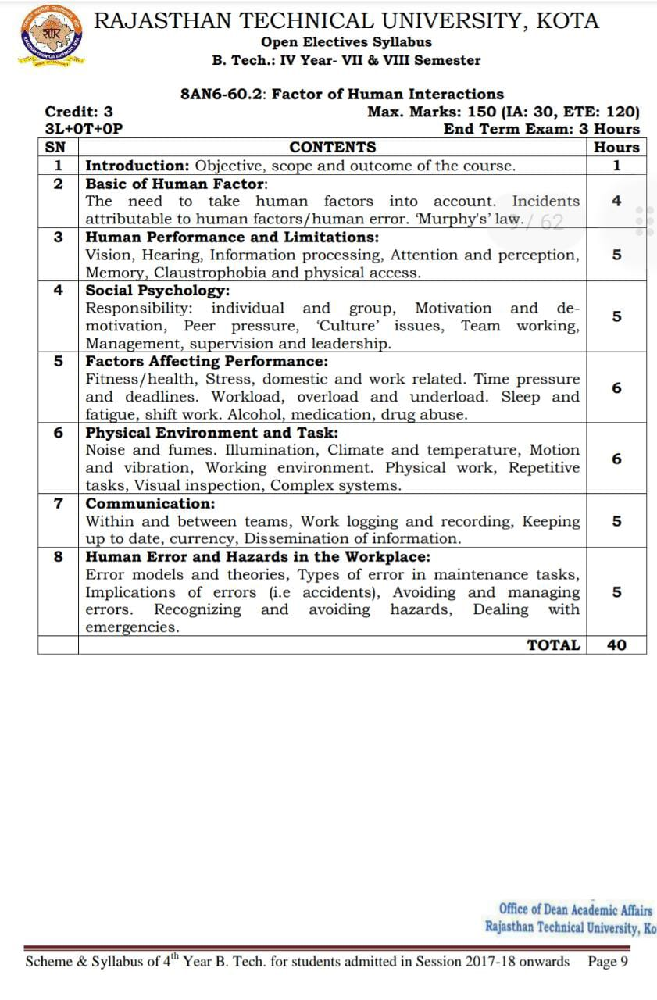 RAJASTHAN TECHNICAL UNIVERSITY, KOTA
Open Electives Syllabus
B. Tech.: IV Year- VII & VIII Semester
8AN6-60.2: Factor of Human Interactions
Credit: 3 Max. Marks: 150 (IA: 30, ETE: 120)
3L+0T+0P End Term Exam: 3 Hours
SN CONTENTS Hours
1 Introduction: Objective, scope and outcome of the course. 1
2 Basic of Human Factor:
The need to take human factors into account. Incidents 4
attributable to human factors/human error. ‘Murphy's’ law.
9 / 62
3 Human Performance and Limitations:
Vision, Hearing, Information processing, Attention and perception, 5
Memory, Claustrophobia and physical access.
4 Social Psychology:
Responsibility: individual and group, Motivation and de-
motivation, Peer pressure, ‘Culture’ issues, Team working, 5
Management, supervision and leadership.
5 Factors Affecting Performance:
Fitness/health, Stress, domestic and work related. Time pressure
and deadlines. Workload, overload and underload. Sleep and 6
fatigue, shift work. Alcohol, medication, drug abuse.
6 Physical Environment and Task:
Noise and fumes. Illumination, Climate and temperature, Motion
and vibration, Working environment. Physical work, Repetitive 6
tasks, Visual inspection, Complex systems.
7 Communication:
Within and between teams, Work logging and recording, Keeping 5
up to date, currency, Dissemination of information.
8 Human Error and Hazards in the Workplace:
Error models and theories, Types of error in maintenance tasks,
Implications of errors (i.e accidents), Avoiding and managing 5
errors. Recognizing and avoiding hazards, Dealing with
emergencies.
TOTAL 40
Office of Dean Academic Affairs
Rajasthan Technical University, Ko
Scheme & Syllabus of 4th Year B. Tech. for students admitted in Session 2017-18 onwards Page 9